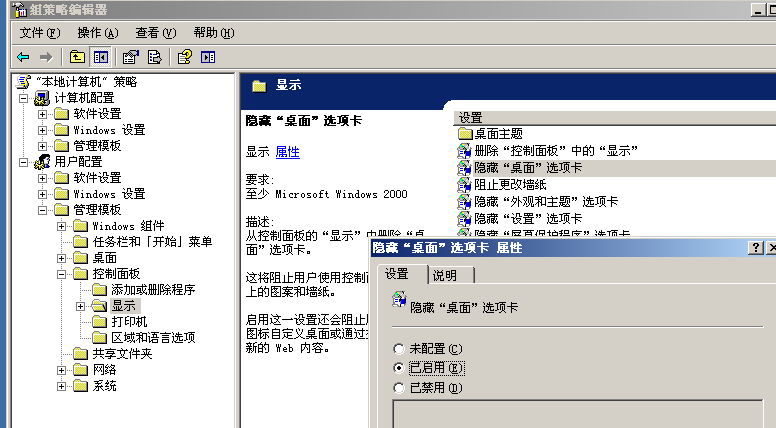 组策略编辑器
文件(F) 操作(A) 查看(V) 帮助(H)
“本地计算机” 策略
计算机配置
软件设置
Windows 设置
管理模板
用户配置
软件设置
Windows 设置
管理模板
Windows 组件
任务栏和「开始」菜单
桌面
控制面板
添加或删除程序
显示
打印机
区域和语言选项
共享文件夹
网络
系统
显示
隐藏“桌面”选项卡
显示 属性
要求:
至少 Microsoft Windows 2000
描述:
从控制面板的“显示”中删除“桌
面”选项卡。
这将阻止用户使用控制面
上的图案和墙纸。
启用这一设置还会阻止
图标自定义桌面或通过
新的 Web 内容。
设置
桌面主题
删除“控制面板”中的“显示”
隐藏“桌面”选项卡
阻止更改墙纸
隐藏“外观和主题”选项卡
隐藏“设置”选项卡
隐藏“屏幕保护程序”选项卡
隐藏“桌面”选项卡 属性
设置 说明
隐藏“桌面”选项卡
未配置(C)
已启用(E)
已禁用(D)